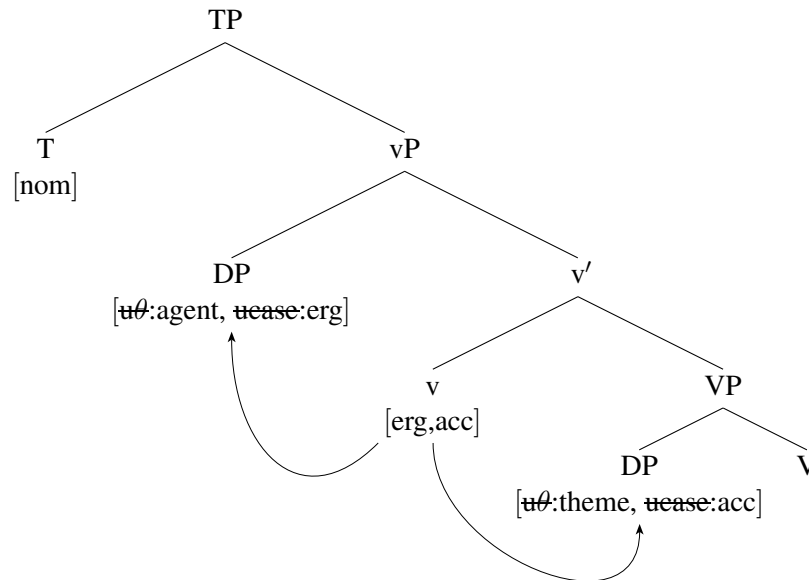 TP
T
[nom]
vP
DP
[uθ:agent, ucase:erg]
v′
v
[erg,acc]
VP
DP
[uθ:theme, ucase:acc]
V